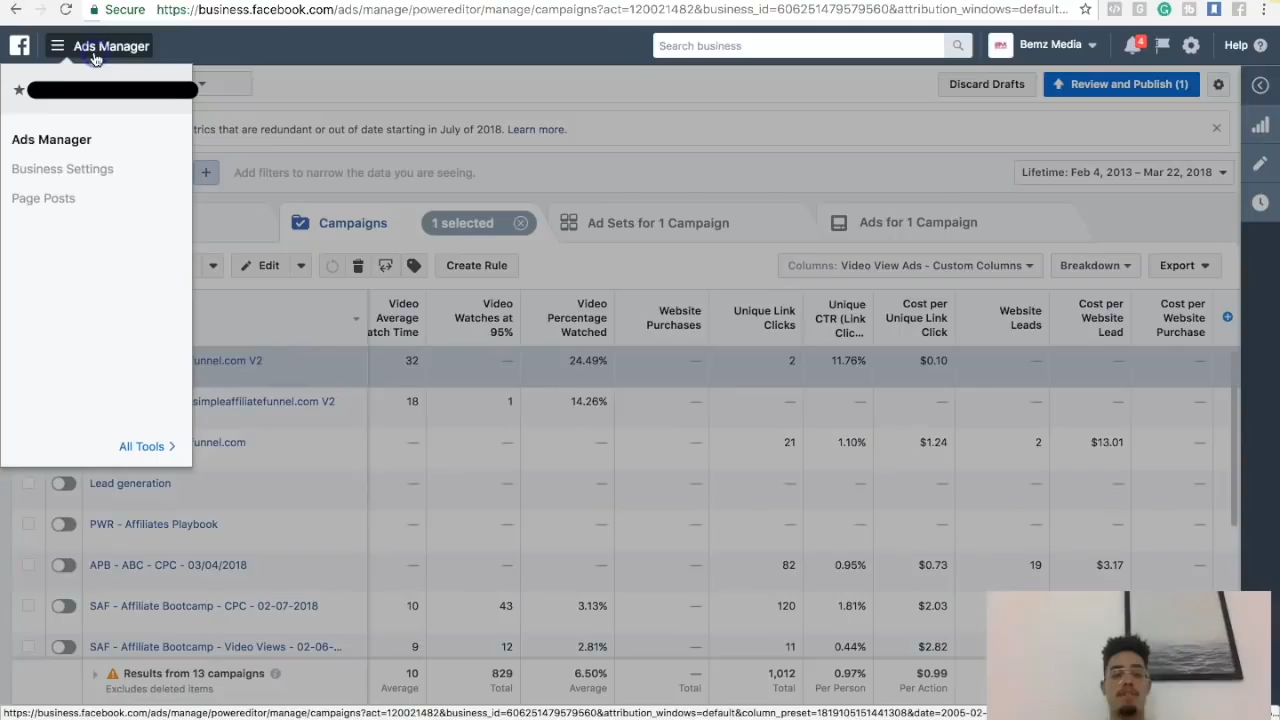 Secure https://business.facebook.com/ads/manage/powereditor/manage/campaigns?act=120021482&business_id=606251479579560&attribution_windows=default...
Ads Manager
Search business
Bemz Media
4
Help
Discard Drafts
Review and Publish (1)
Ads Manager
Business Settings
Page Posts
All Tools
trics that are redundant or out of date starting in July of 2018. Learn more.
Add filters to narrow the data you are seeing.
Lifetime: Feb 4, 2013 – Mar 22, 2018
Campaigns
1 selected
Ad Sets for 1 Campaign
Ads for 1 Campaign
Edit
Create Rule
Columns: Video View Ads - Custom Columns
Breakdown
Export
Video Average atch Time
Video Watches at 95%
Video Percentage Watched
Website Purchases
Unique Link Clicks
Unique CTR (Link Clic...
Cost per Unique Link Click
Website Leads
Cost per Website Lead
Cost per Website Purchase
unnel.com V2 32 — 24.49% — 2 11.76% $0.10 — — —
simpleaffiliatefunnel.com V2 18 1 14.26% — — — — — — —
unnel.com — — — — 21 1.10% $1.24 2 $13.01 —
Lead generation — — — — — — — — — —
PWR - Affiliates Playbook — — — — — — — — — —
APB - ABC - CPC - 03/04/2018 — — — — 82 0.95% $0.73 19 $3.17 —
SAF - Affiliate Bootcamp - CPC - 02-07-2018 10 43 3.13% — 120 1.81% $2.03
SAF - Affiliate Bootcamp - Video Views - 02-06-... 9 12 2.81% — 11 0.44% $2.82
Results from 13 campaigns 10 829 6.50% — 1,012 0.97% $0.99
Excludes deleted items Average Total Average Total Total Per Person Per Action
https://business.facebook.com/ads/manage/powereditor/manage/campaigns?act=120021482&business_id=606251479579560&attribution_windows=default&column_preset=1819105151441308&date=2005-02-